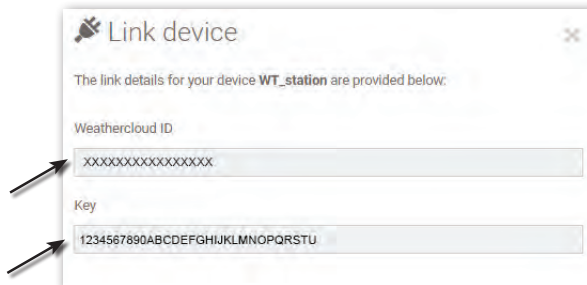 Link device
The link details for your device WT_station are provided below:
Weathercloud ID
XXXXXXXXXXXXXXXX
Key
1234567890ABCDEFGHIJKLMNOPQRSTU